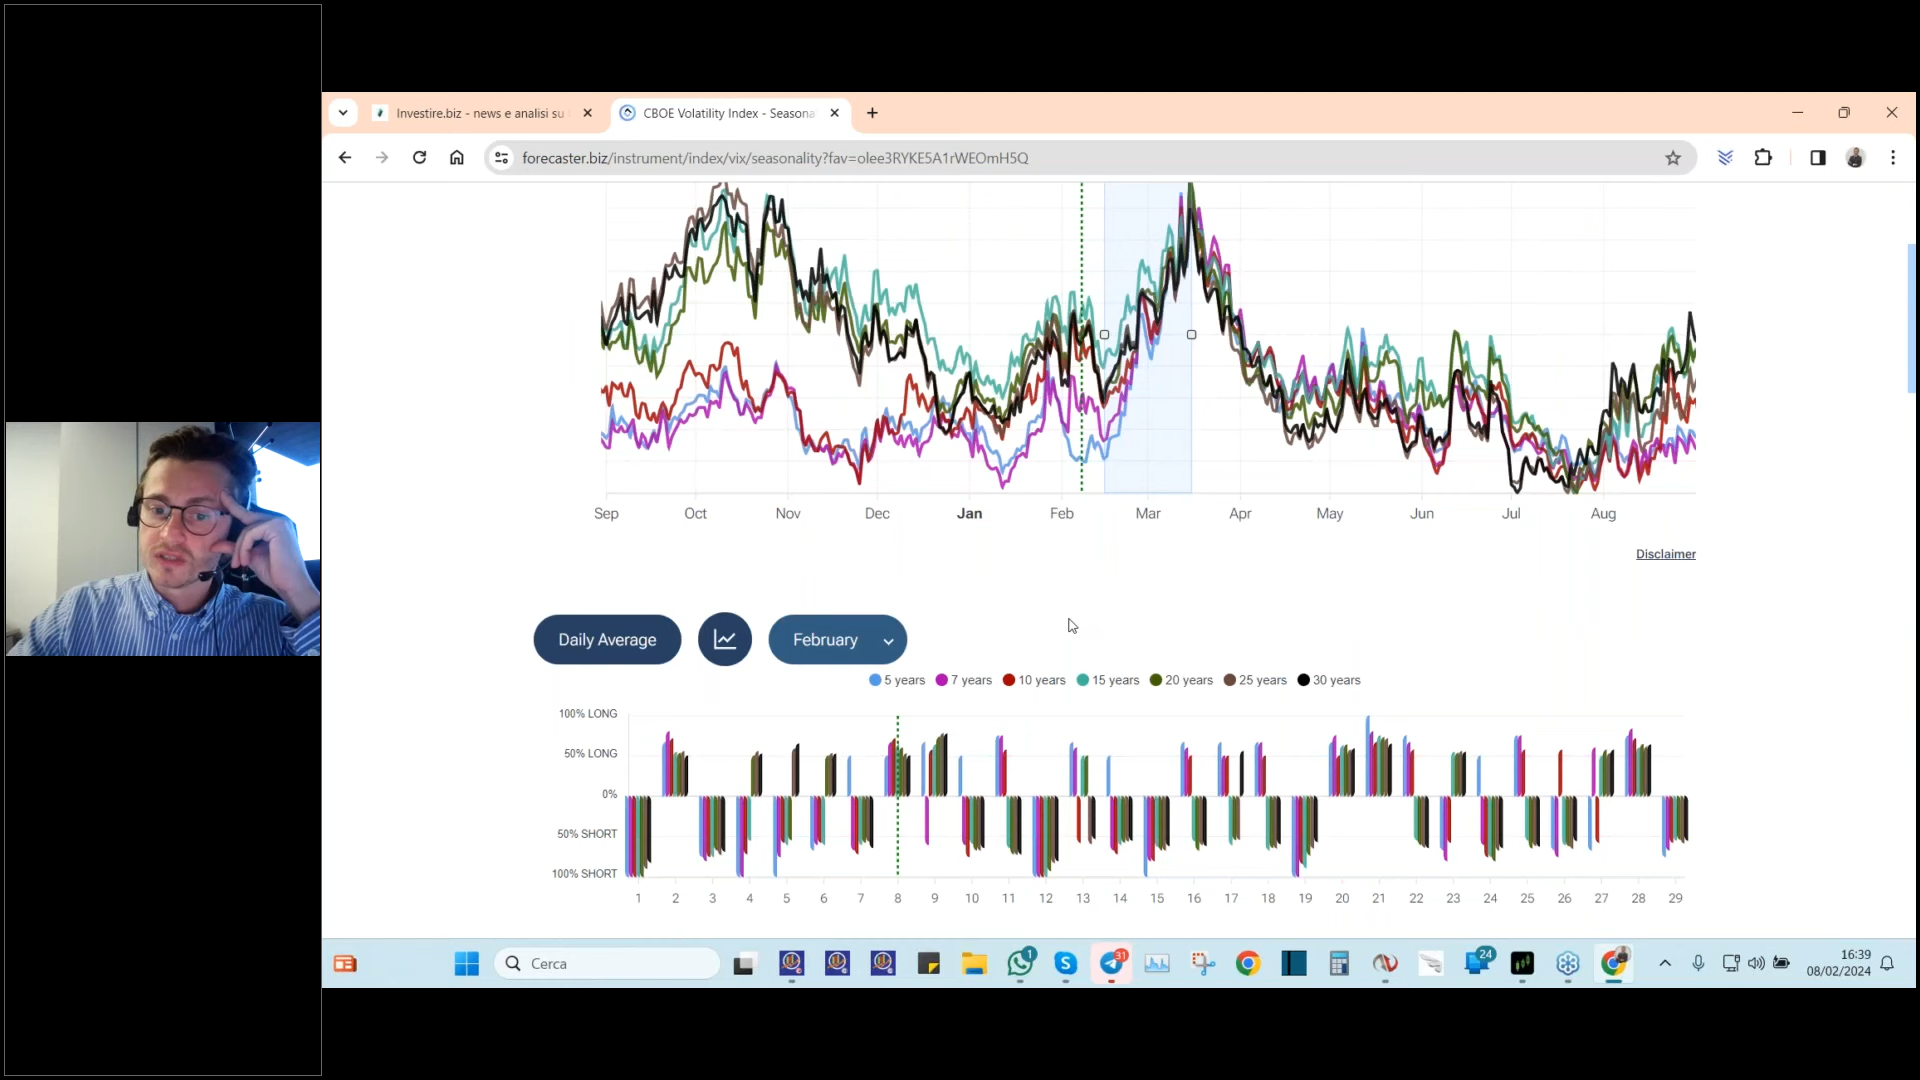 Investire.biz - news e analisi su
CBOE Volatility Index - Seasona
forecaster.biz/instrument/index/vix/seasonality?fav=olee3RYKE5A1rWEOmH5Q
Sep Oct Nov Dec Jan Feb Mar Apr May Jun Jul Aug
Disclaimer
Daily Average February
5 years 7 years 10 years 15 years 20 years 25 years 30 years
100% LONG
50% LONG
0%
50% SHORT
100% SHORT
1 2 3 4 5 6 7 8 9 10 11 12 13 14 15 16 17 18 19 20 21 22 23 24 25 26 27 28 29
Cerca
1
31
24
16:39
08/02/2024